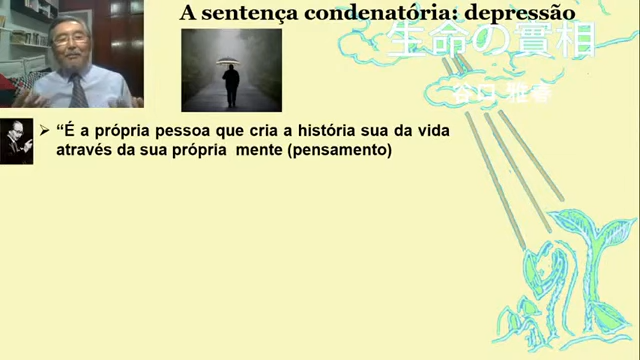 A sentença condenatória: depressão
生命の實相
谷口 雅春
➢ “É a própria pessoa que cria a história sua da vida
através da sua própria mente (pensamento)